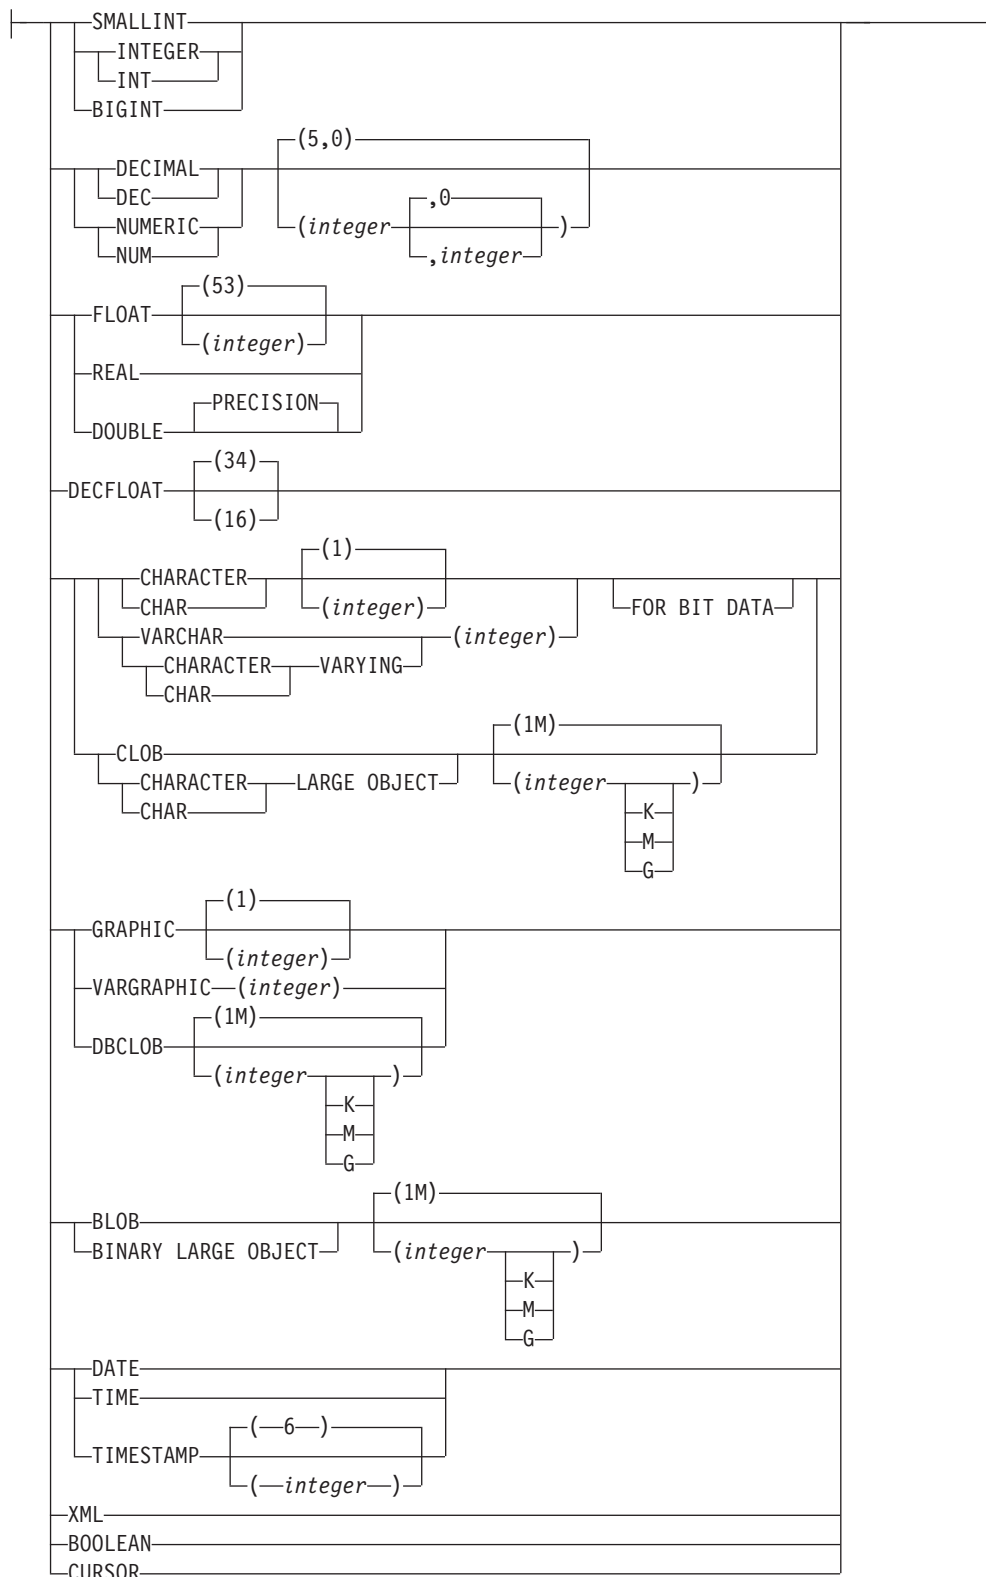 SMALLINT
INTEGER
INT
BIGINT
(5,0)
DECIMAL
DEC
,0
NUMERIC
(integer )
NUM
,integer
(53)
FLOAT
(integer)
REAL
PRECISION
DOUBLE
(34)
DECFLOAT
(16)
(1)
CHARACTER
CHAR
(integer)
FOR BIT DATA
VARCHAR
(integer)
CHARACTER
VARYING
CHAR
(1M)
CLOB
CHARACTER
LARGE OBJECT
(integer )
CHAR
K
M
G
(1)
GRAPHIC
(integer)
VARGRAPHIC
(integer)
(1M)
DBCLOB
(integer )
K
M
G
(1M)
BLOB
BINARY LARGE OBJECT
(integer )
K
M
G
DATE
TIME
( 6 )
TIMESTAMP
( integer )
XML
BOOLEAN
CURSOR